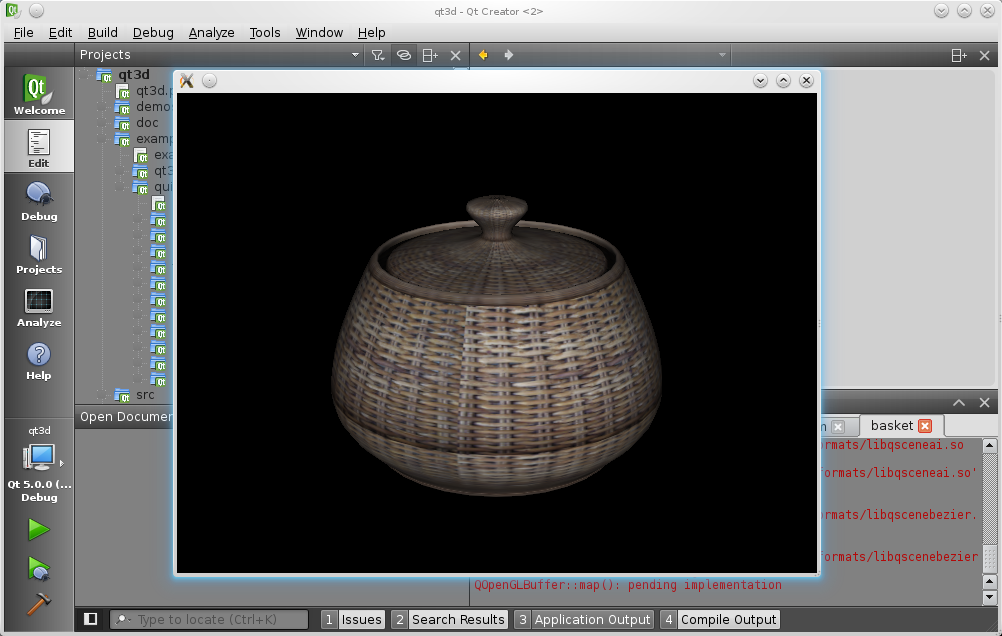 qt3d - Qt Creator <2>
File Edit Build Debug Analyze Tools Window Help
Projects
Qt
Welcome
Edit
Debug
Projects
Analyze
Help
qt3d
Qt 5.0.0 (...
Debug
qt3d
qt3d.
demo
doc
examp
exa
qt3
qui
src
Open Documen
basket
rmats/libqsceneai.so
ormats/libqsceneai.so'
rmats/libqscenebezier.
ormats/libqscenebezier
QOpenGLBuffer::map(): pending implementation
Type to locate (Ctrl+K) 1 Issues 2 Search Results 3 Application Output 4 Compile Output